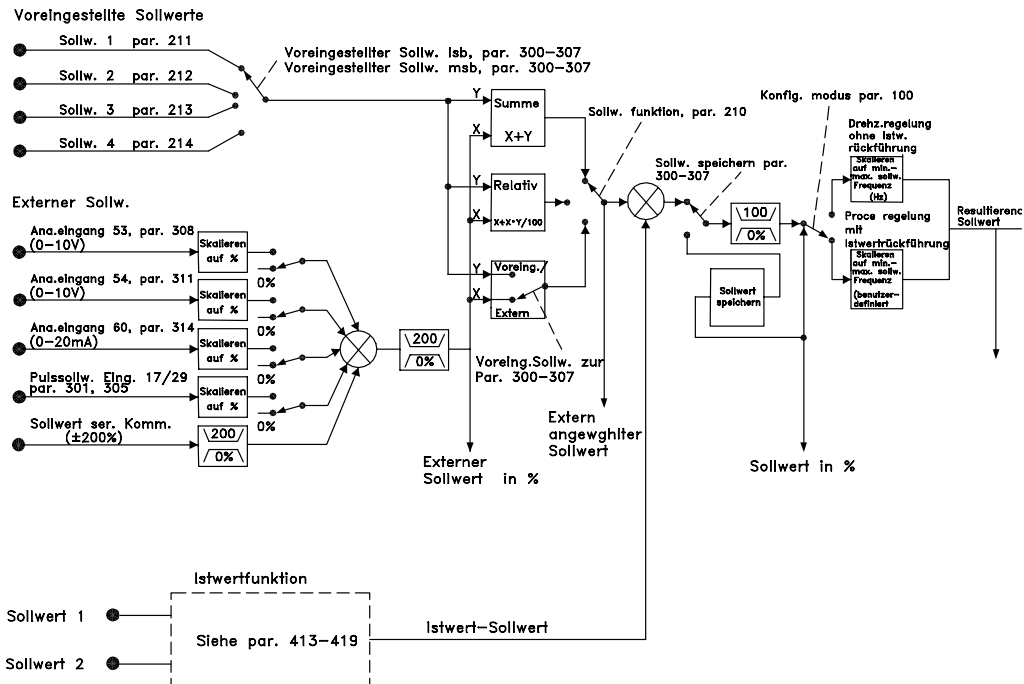 Voreingestellte Sollwerte
Sollw. 1 par. 211
Sollw. 2 par. 212
Sollw. 3 par. 213
Sollw. 4 par. 214
Voreingestellter Sollw. lsb, par. 300-307
Voreingestellter Sollw. msb, par. 300-307
Y
Summe
X
X+Y
Y
Relativ
X
X+X*Y/100
Y
Voreing./
X
Extern
Sollw. funktion, par. 210
Voreing.Sollw. zur
Par. 300-307
Sollw. speichern par.
300-307
Konfig. modus par. 100
Drehz.regelung
ohne Istw.
rückführung
Skalieren
auf min.-
max. sollw.
Frequenz
(Hz)
100
0%
Proce regelung
mit
Istwertrückführung
Skalieren
auf min.-
max. sollw.
Frequenz
(benutzer-
definiert
Resultierend
Sollwert
Sollwert
speichern
Externer Sollw.
Ana.eingang 53, par. 308
(0-10V)
Skalieren
auf %
0%
Ana.eingang 54, par. 311
(0-10V)
Skalieren
auf %
0%
Ana.eingang 60, par. 314
(0-20mA)
Skalieren
auf %
0%
Pulssollw. Eing. 17/29
par. 301, 305
Skalieren
auf %
0%
Sollwert ser. Komm.
(±200%)
200
0%
200
0%
Externer
Sollwert in %
Extern
angewghlter
Sollwert
Sollwert in %
Istwertfunktion
Sollwert 1
Siehe par. 413-419
Istwert-Sollwert
Sollwert 2